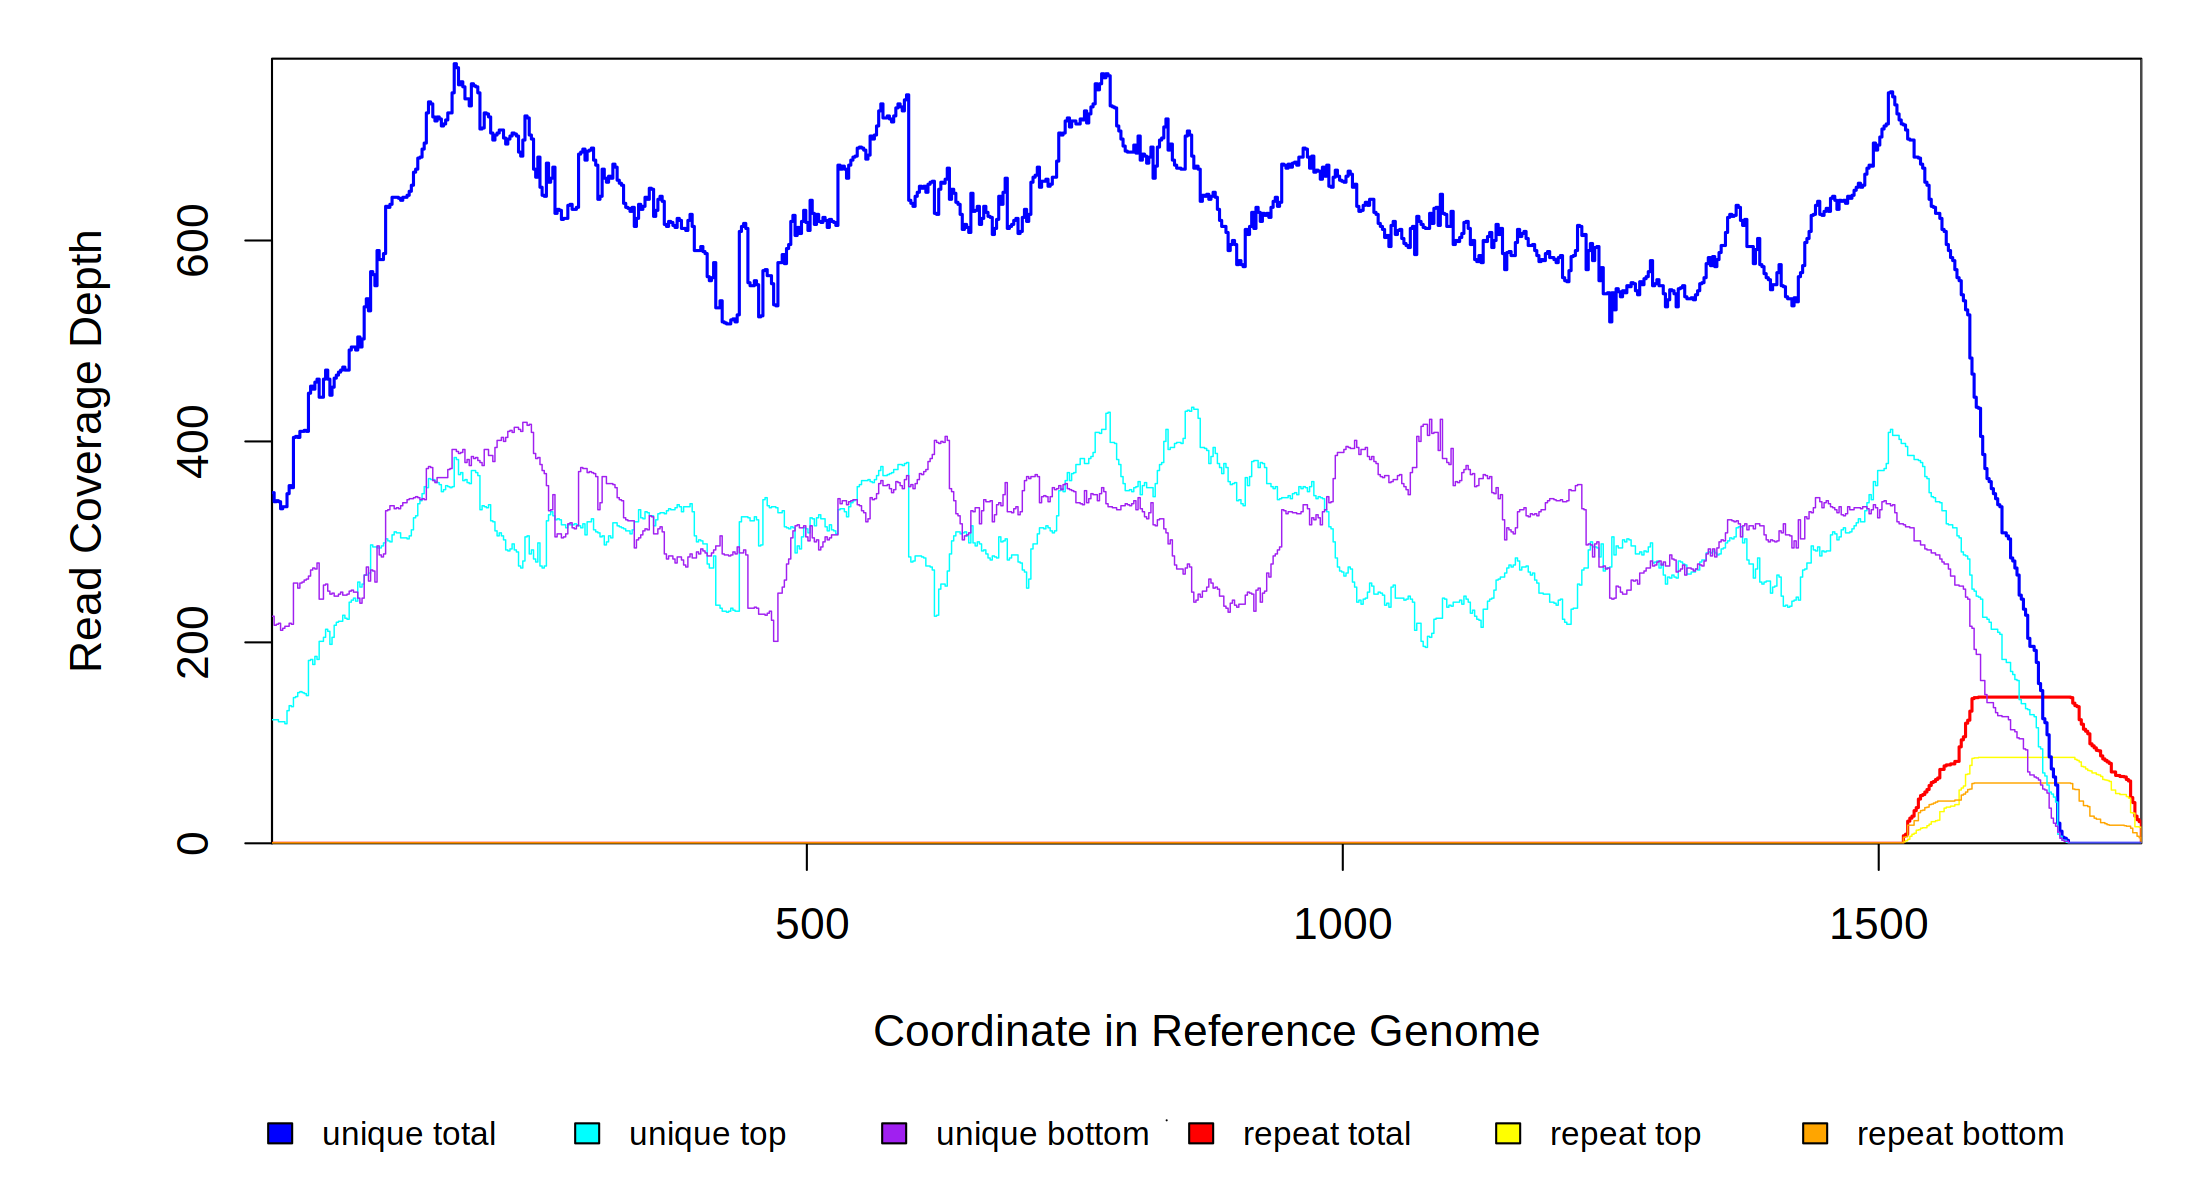 Read Coverage Depth
600
400
200
0
500 1000 1500
Coordinate in Reference Genome
unique total unique top unique bottom repeat total repeat top repeat bottom